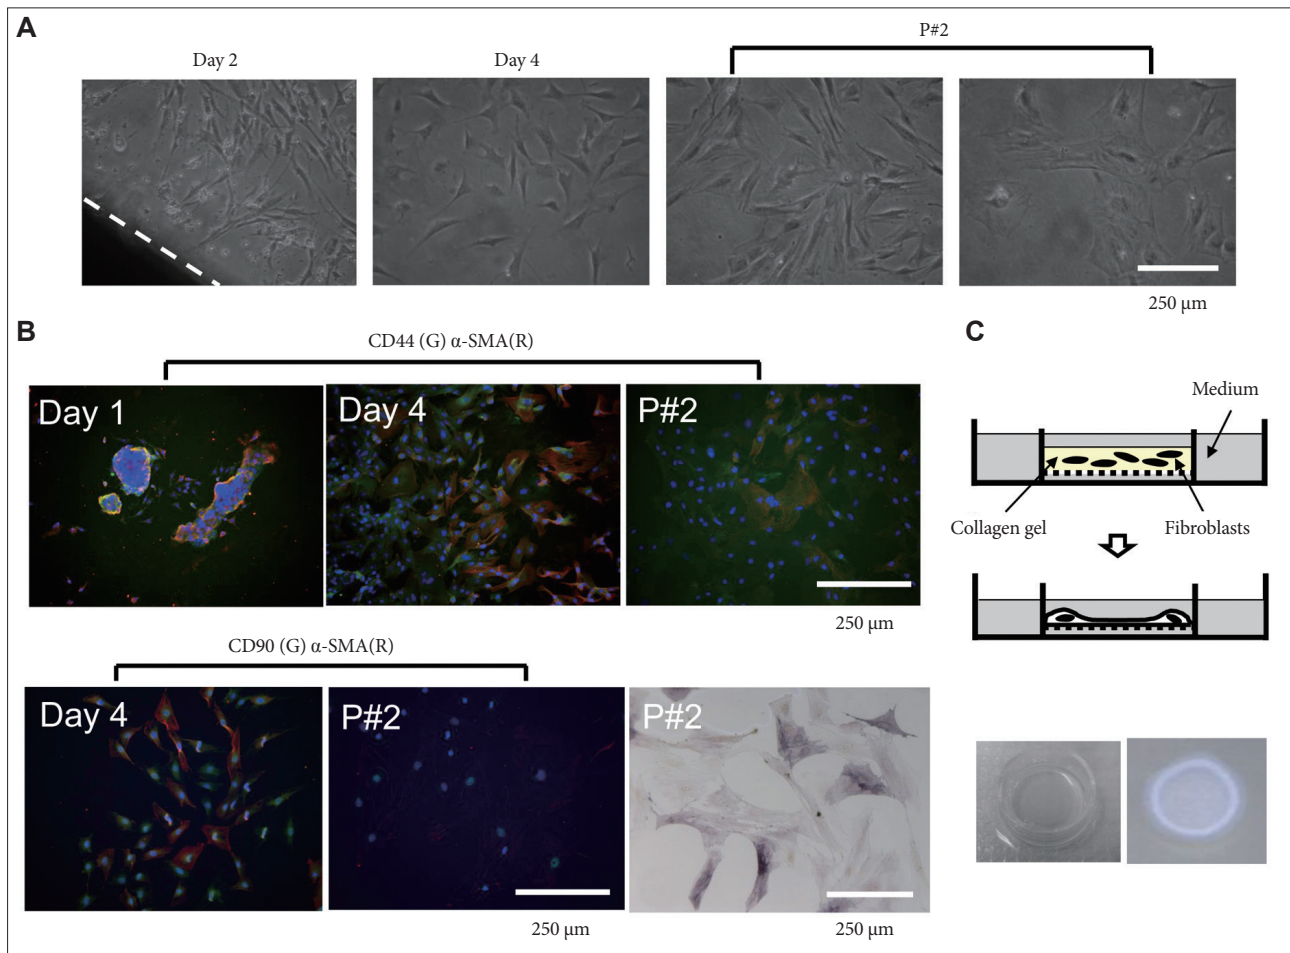 A
P#2
Day 2
Day 4
250 µm
B
C
CD44 (G) α-SMA(R)
Day 1
Day 4
P#2
Medium
Collagen gel
Fibroblasts
250 µm
CD90 (G) α-SMA(R)
Day 4
P#2
P#2
250 µm
250 µm